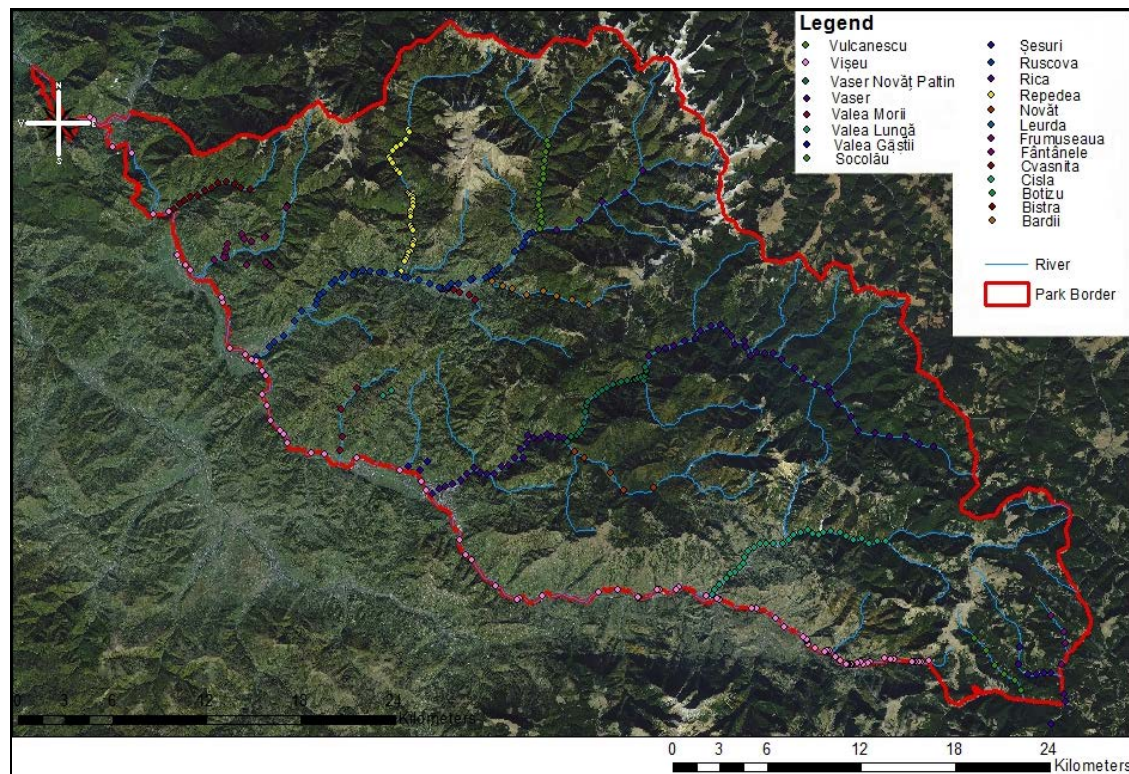 Legend
Vulcanescu
Vișeu
Vaser Novăț Paltin
Vaser
Valea Morii
Valea Lungă
Valea Gâștii
Socolău
Șesuri
Ruscova
Rica
Repedea
Novăt
Leurda
Frumuseaua
Fântânele
Cvasnita
Cisla
Botizu
Bistra
Bardii
River
Park Border
N
S
0 3 6 12 18 24
Kilometers
0 3 6 12 18 24
Kilometers